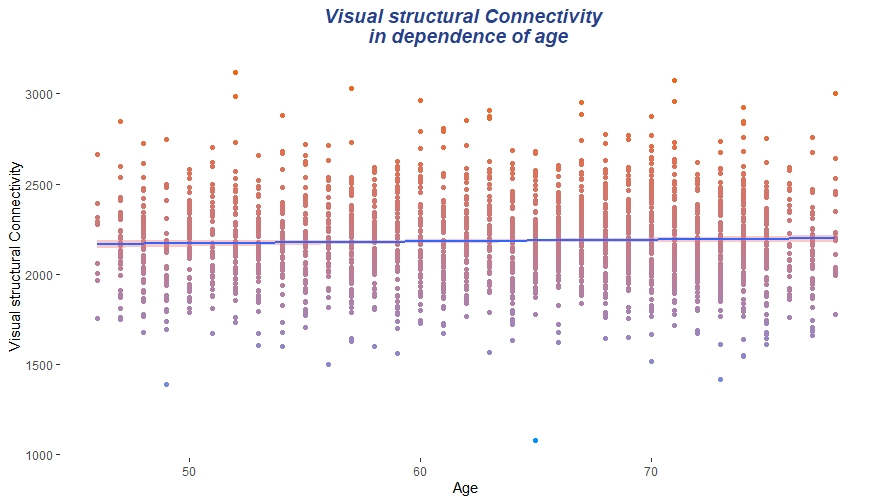 Visual structural Connectivity
in dependence of age
3000
2500
2000
1500
1000
Visual structural Connectivity
50
60
70
Age